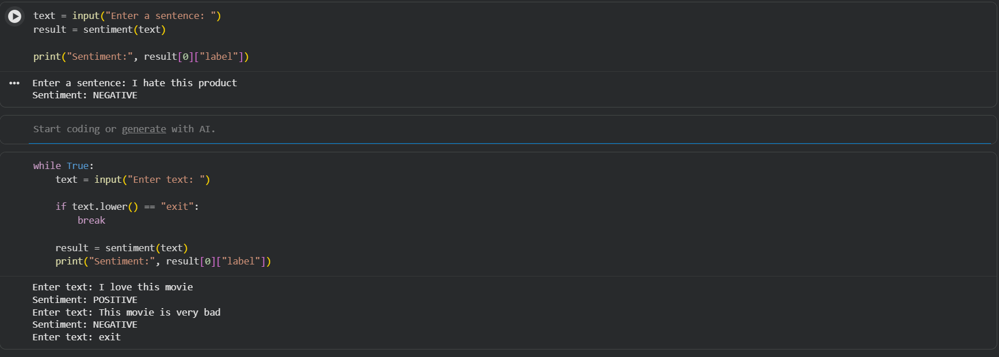 text = input("Enter a sentence: ")
result = sentiment(text)
print("Sentiment:", result[0]["label"])
Enter a sentence: I hate this product
Sentiment: NEGATIVE
Start coding or generate with AI.
while True:
    text = input("Enter text: ")
    if text.lower() == "exit":
        break
    result = sentiment(text)
    print("Sentiment:", result[0]["label"])
Enter text: I love this movie
Sentiment: POSITIVE
Enter text: This movie is very bad
Sentiment: NEGATIVE
Enter text: exit